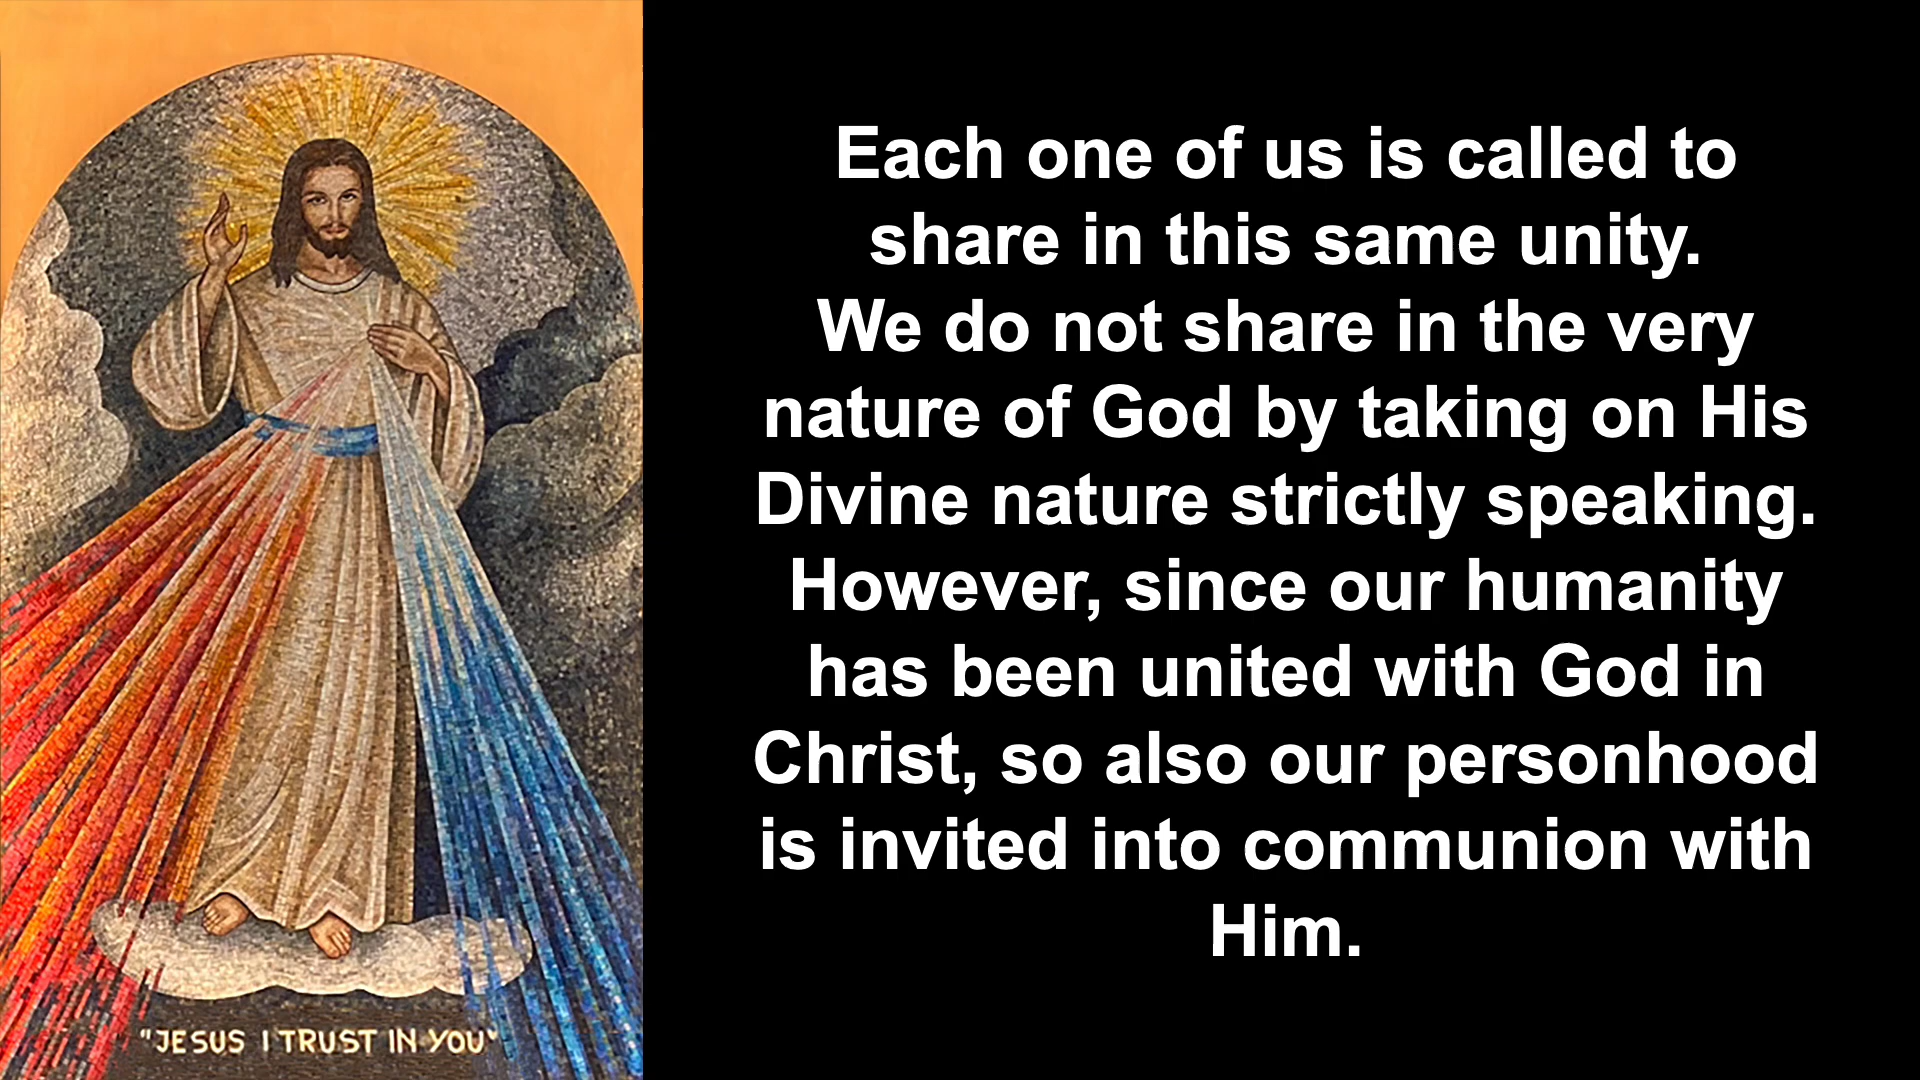 Each one of us is called to
share in this same unity.
We do not share in the very
nature of God by taking on His
Divine nature strictly speaking.
However, since our humanity
has been united with God in
Christ, so also our personhood
is invited into communion with
Him.
"JESUS I TRUST IN YOU"